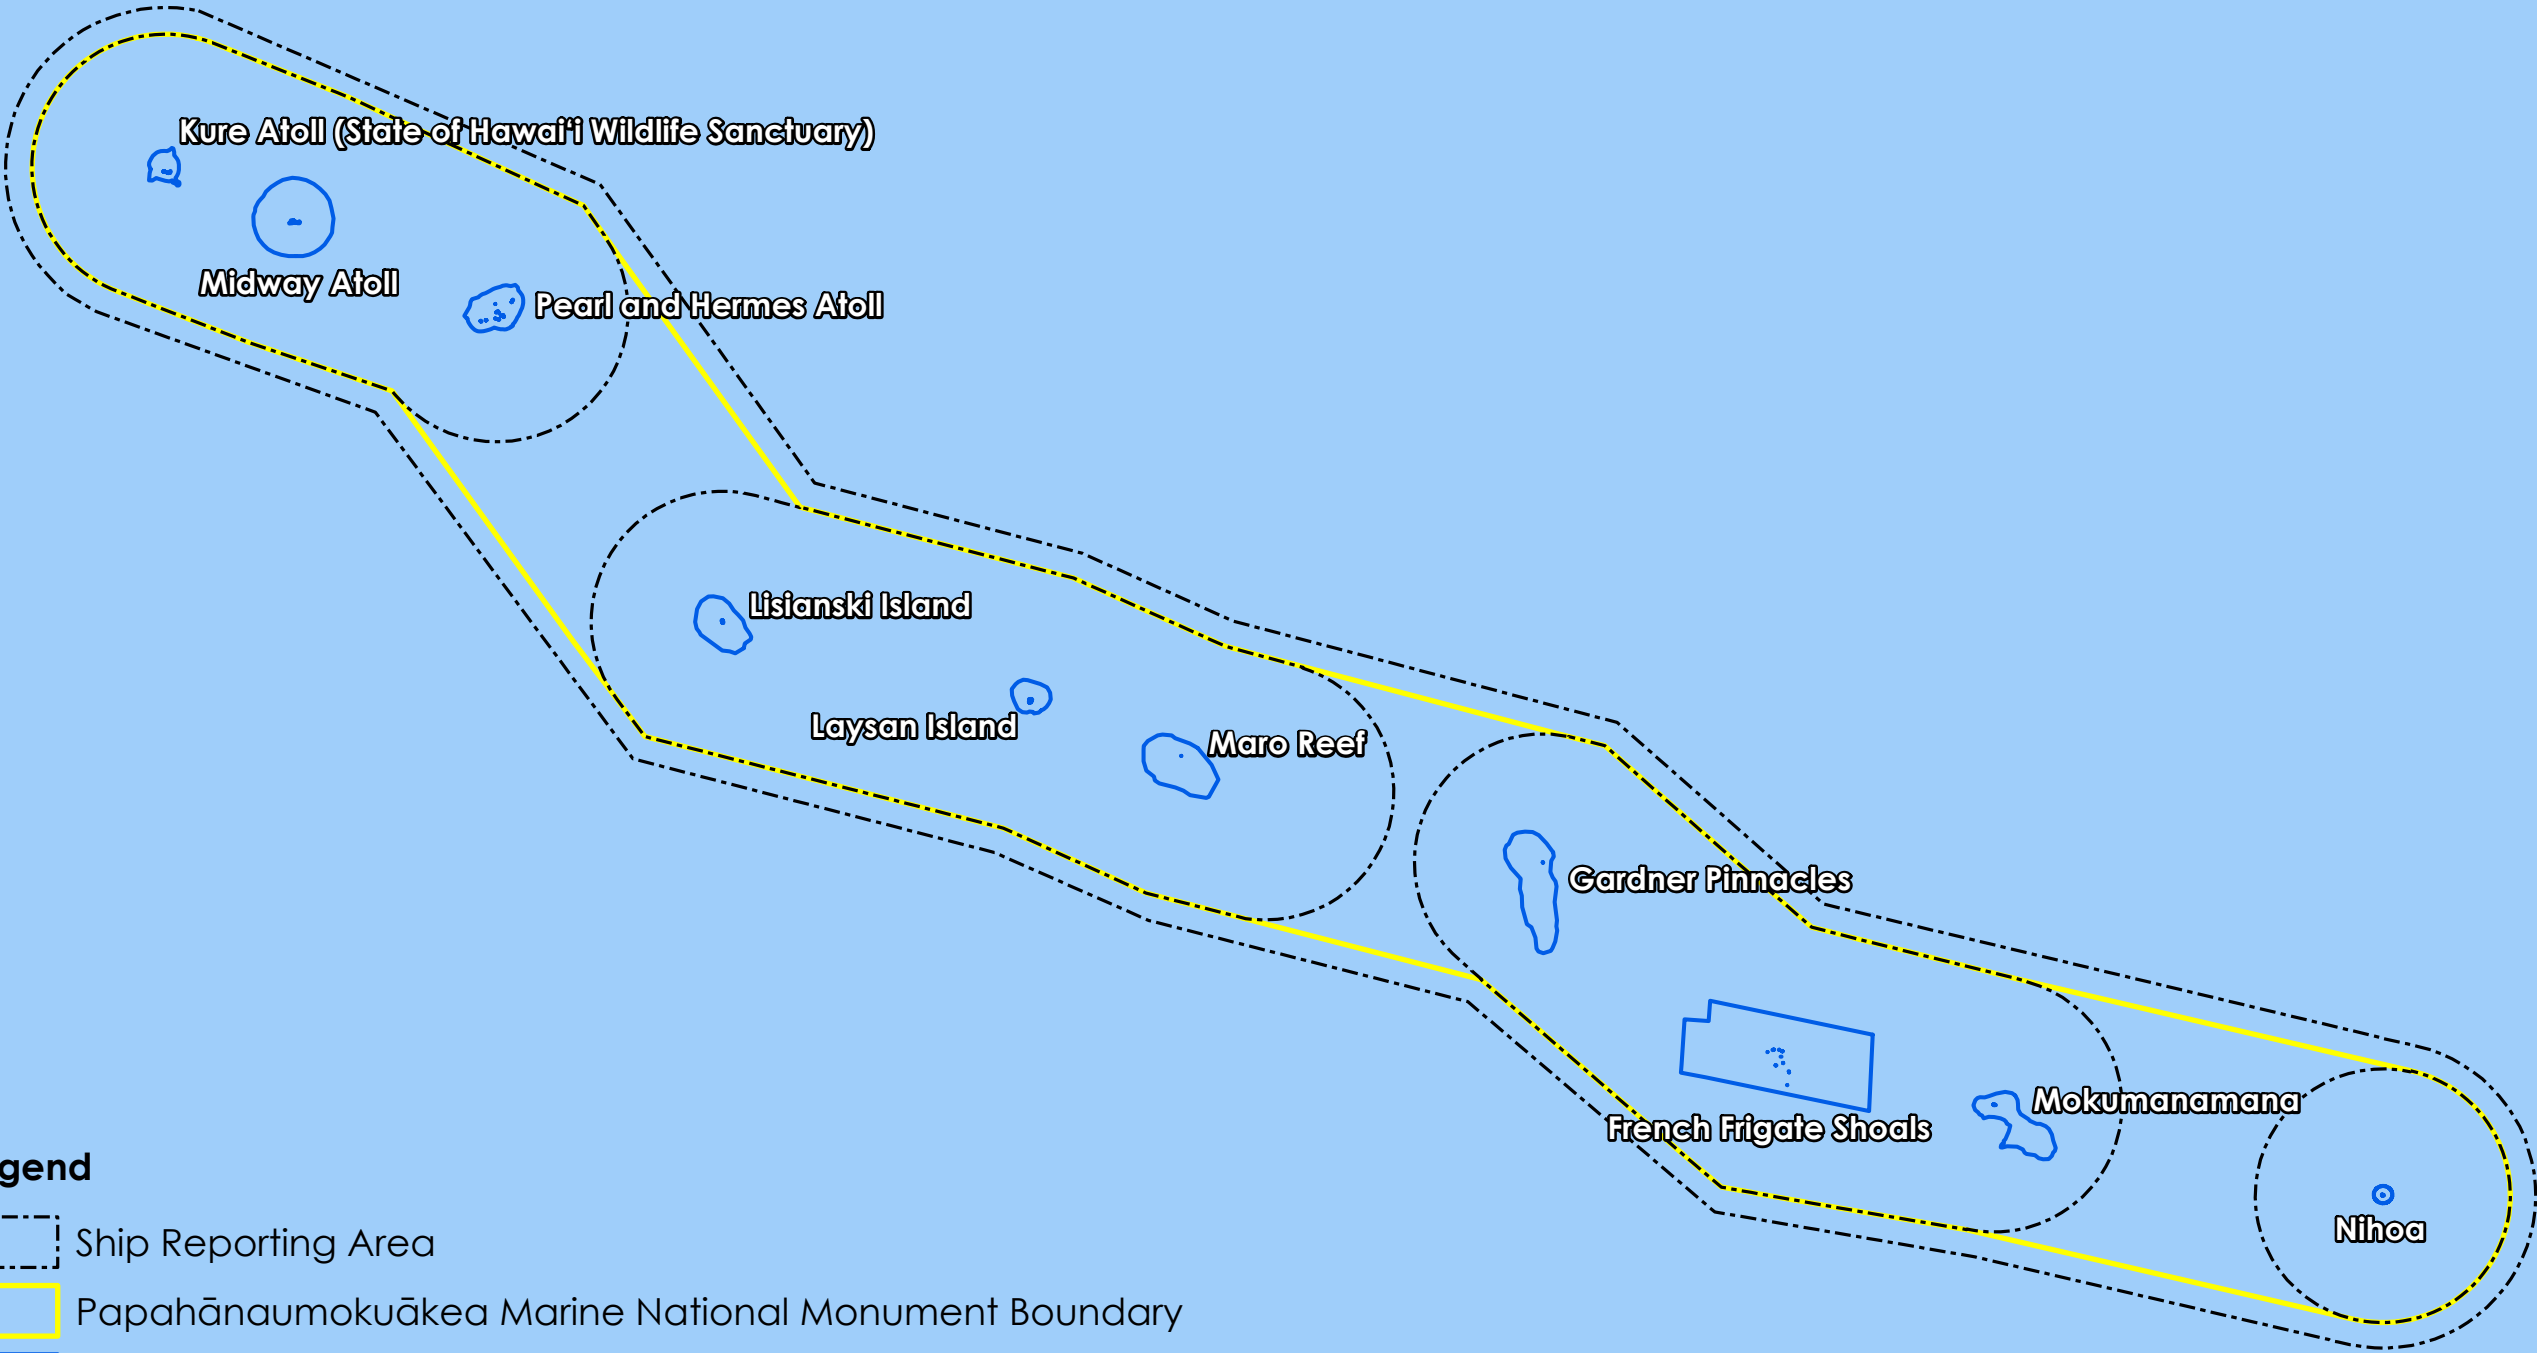 Kure Atoll (State of Hawaiʻi Wildlife Sanctuary)
Midway Atoll
Pearl and Hermes Atoll
Lisianski Island
Laysan Island
Maro Reef
Gardner Pinnacles
French Frigate Shoals
Mokumanamana
Nihoa
gend
Ship Reporting Area
Papahānaumokuākea Marine National Monument Boundary